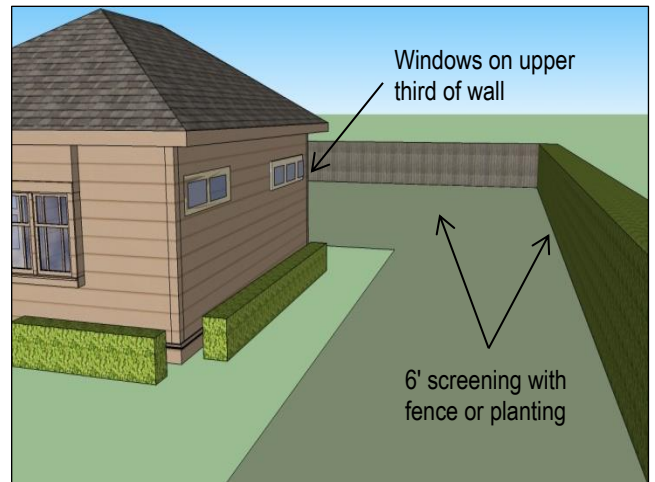 Windows on upper
third of wall
6' screening with
fence or planting